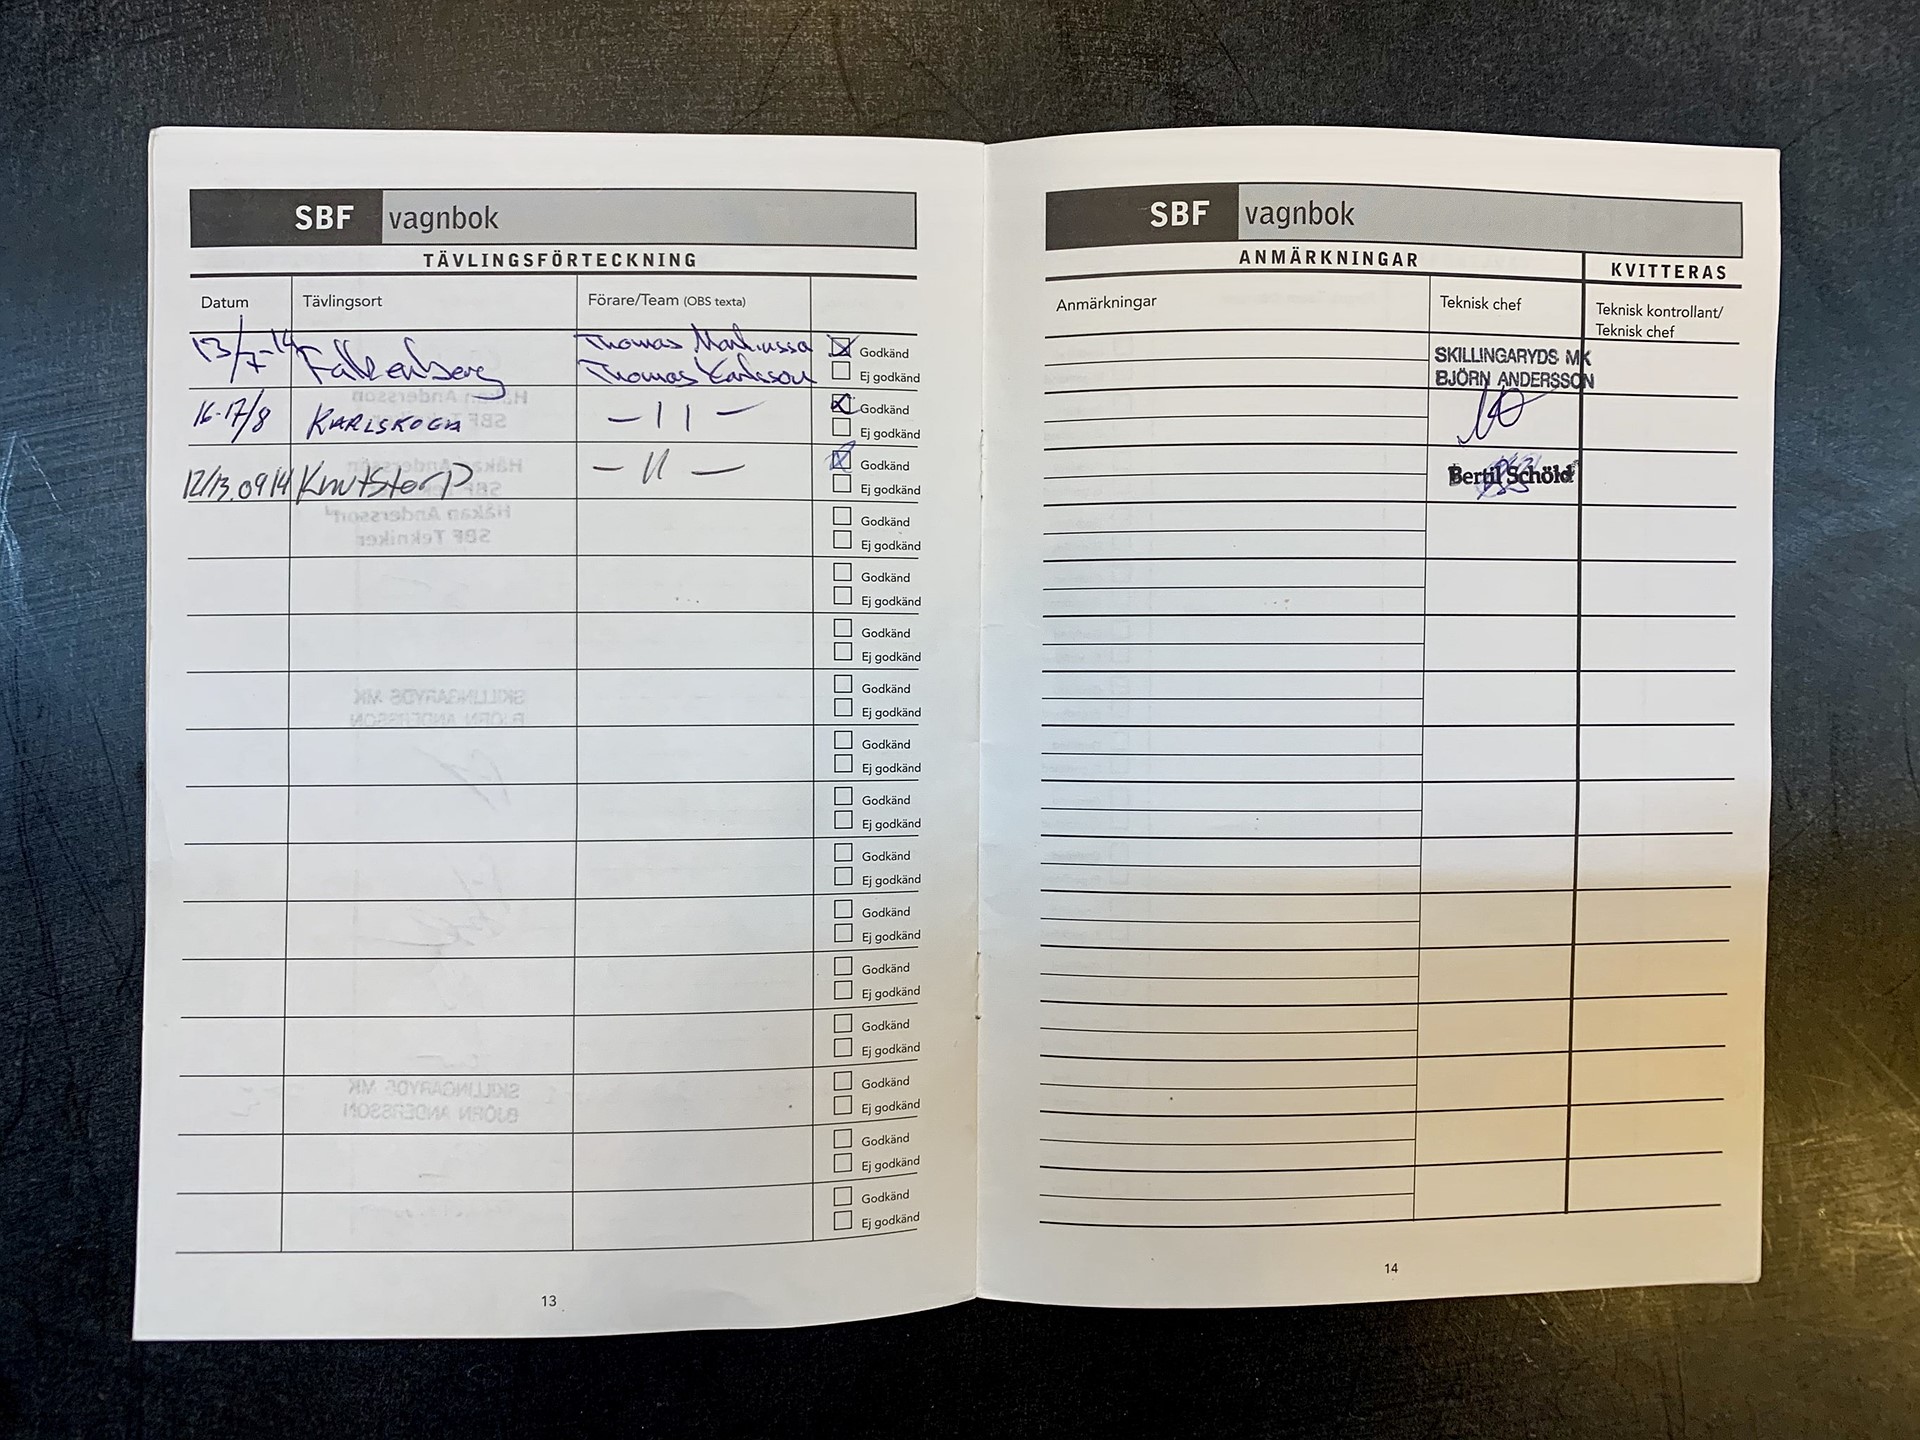 SBF vagnbok
TÄVLINGSFÖRTECKNING
Datum Tävlingsort Förare/Team (OBS texta)
13/7-14 Falkenberg Thomas
Thomas Karlsson
Godkänd
Ej godkänd
16-17/8 KARLSKOGA — 11 — Godkänd
Ej godkänd
12/13.0914 Knutstorp — 11 — Godkänd
Ej godkänd
Godkänd
Ej godkänd
Godkänd
Ej godkänd
Godkänd
Ej godkänd
Godkänd
Ej godkänd
Godkänd
Ej godkänd
Godkänd
Ej godkänd
Godkänd
Ej godkänd
Godkänd
Ej godkänd
Godkänd
Ej godkänd
Godkänd
Ej godkänd
Godkänd
Ej godkänd
Godkänd
Ej godkänd
Godkänd
Ej godkänd
13
SBF vagnbok
ANMÄRKNINGAR KVITTERAS
Anmärkningar Teknisk chef Teknisk kontrollant/
Teknisk chef
SKILLINGARYDS MK
BJÖRN ANDERSSON
Bertil Schöld
14